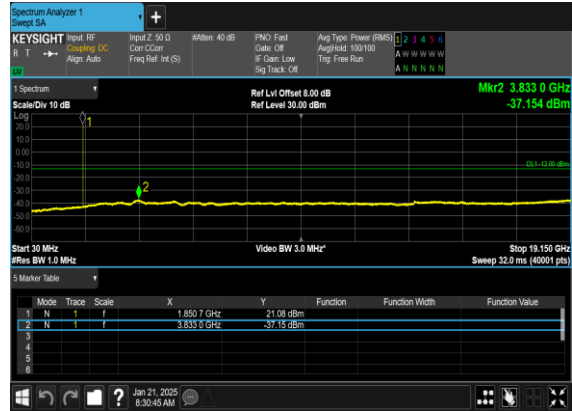 Spectrum Analyzer 1
Swept SA
+
KEYSIGHT Input: RF Input Z: 50 Ω #Atten: 40 dB PNO: Fast Avg Type: Power (RMS) 1 2 3 4 5 6
R T Coupling: DC Corr CCorr Gate: Off Avg|Hold: 100/100 A W W W W W
Align: Auto Freq Ref: Int (S) IF Gain: Low Trig: Free Run
Sig Track: Off A N N N N N
1 Spectrum Ref Lvl Offset 8.00 dB Mkr2 3.833 0 GHz
Scale/Div 10 dB Ref Level 30.00 dBm -37.154 dBm
Log
1
20.0
10.0
0.00
-10.0 DL1 -13.00 dBm
-20.0
-30.0 2
-40.0
-50.0
-60.0
Start 30 MHz Video BW 3.0 MHz* Stop 19.150 GHz
#Res BW 1.0 MHz Sweep 32.0 ms (40001 pts)
5 Marker Table
Mode Trace Scale X Y Function Function Width Function Value
1 N 1 f 1.850 7 GHz 21.08 dBm
2 N 1 f 3.833 0 GHz -37.15 dBm
3
4
5
6
? Jan 21, 2025
8:30:45 AM